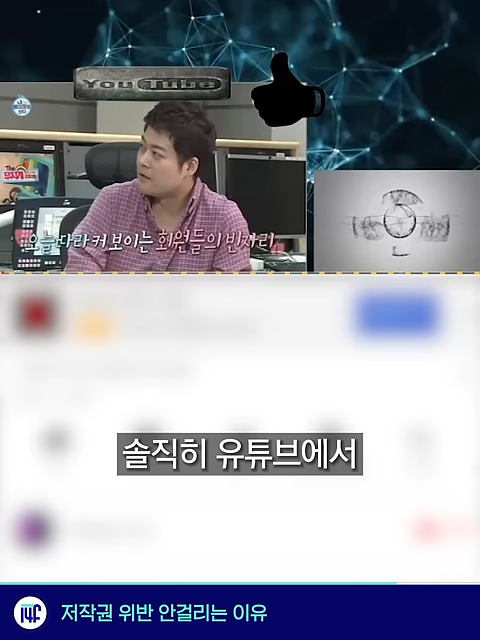 You Tube
오늘따라 커 보이는 회원들의 빈자리
솔직히 유튜브에서
14F
저작권 위반 안걸리는 이유